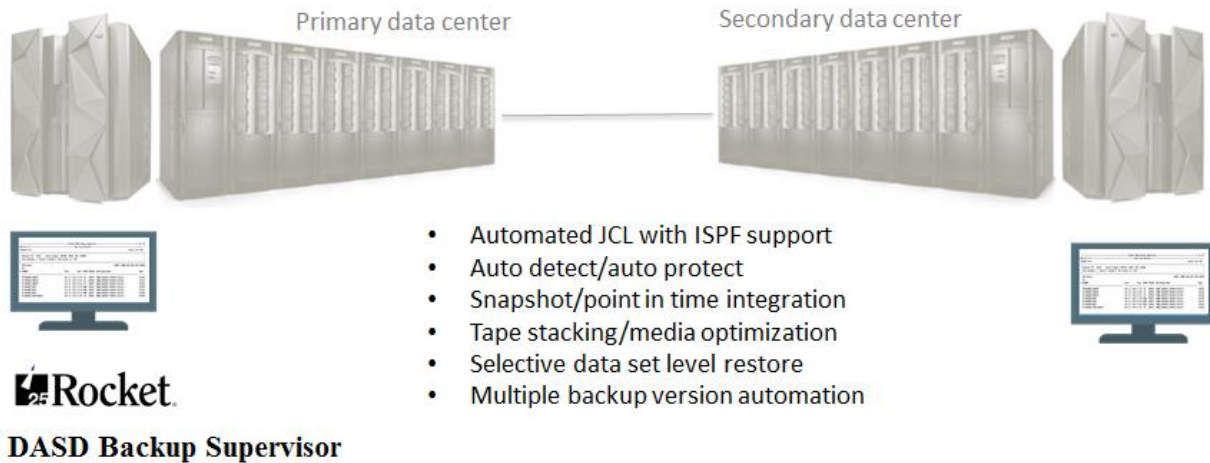 Primary data center
Secondary data center
• Automated JCL with ISPF support
• Auto detect/auto protect
• Snapshot/point in time integration
• Tape stacking/media optimization
• Selective data set level restore
• Multiple backup version automation
25 Rocket.
DASD Backup Supervisor